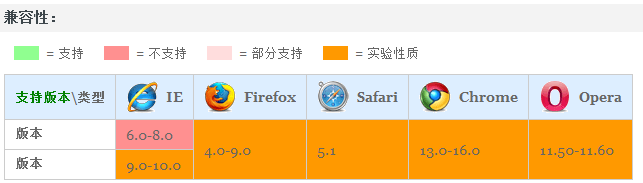 兼容性：
= 支持 = 不支持 = 部分支持 = 实验性质
支持版本\类型 IE Firefox Safari Chrome Opera
版本 6.0-8.0 4.0-9.0 5.1 13.0-16.0 11.50-11.60
版本 9.0-10.0